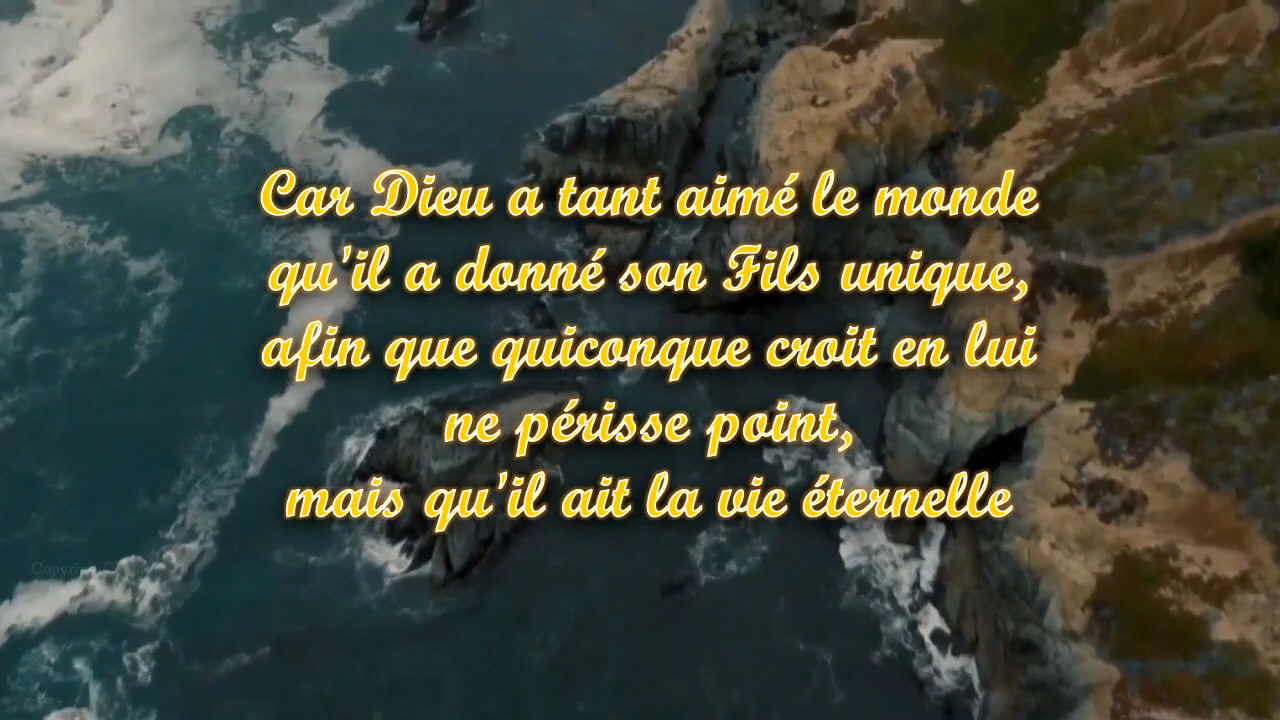 Car Dieu a tant aimé le monde
qu'il a donné son Fils unique,
afin que quiconque croit en lui
ne périsse point,
mais qu'il ait la vie éternelle